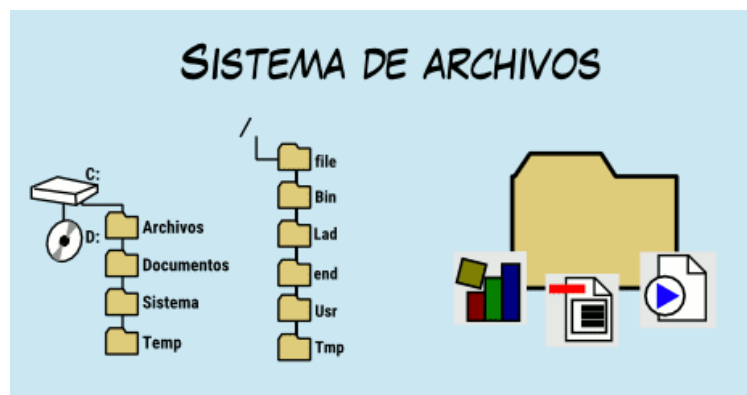 SISTEMA DE ARCHIVOS
C:
D:
Archivos
Documentos
Sistema
Temp
/
file
Bin
Lad
end
Usr
Tmp